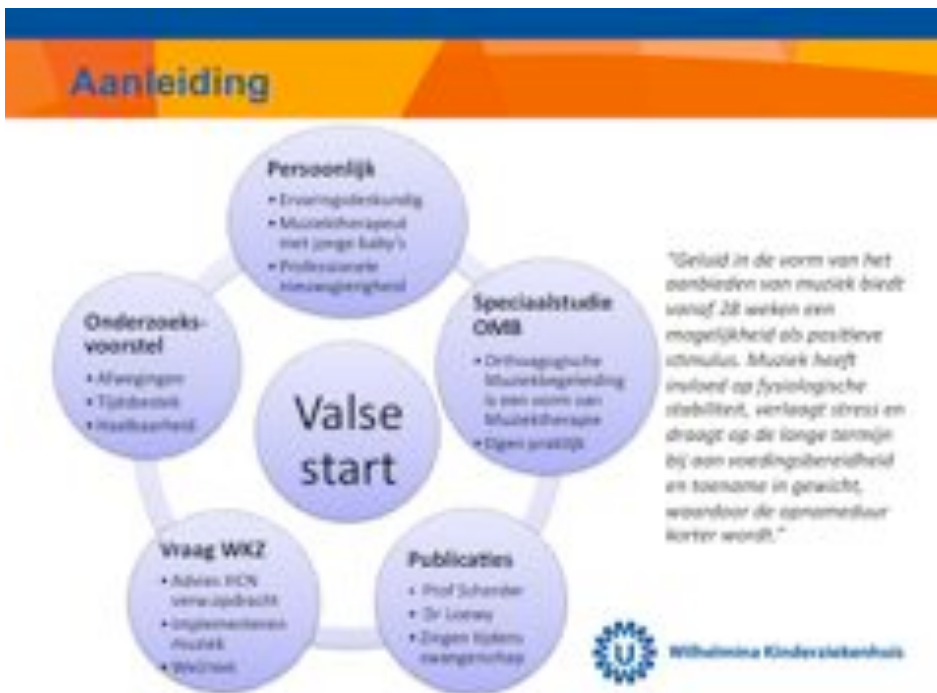 Aanleiding
Persoonlijk
• Ervaringsdeskundig
• Muziektherapeut
met jonge baby's
• Professionele
nieuwsgierigheid
Speciaalstudie
OMB
• Orthoagogische
Muziekbegeleiding
is een vorm van
Muziektherapie
• Eigen praktijk
Publicaties
• Prof Scherder
• Dr Loewy
• Zingen tijdens
zwangerschap
Vraag WKZ
• Advies
• Implementeren
muziek
Onderzoeks-
voorstel
• Afwegingen
• Tijdsbestek
• Haalbaarheid
Valse
start
"Geluid in de vorm van het
aanbieden van muziek biedt
vanaf 28 weken een
mogelijkheid als positieve
stimulus. Muziek heeft
invloed op fysiologische
stabiliteit, verlaagt stress en
draagt op de lange termijn
bij aan voedingsbereidheid
en toename in gewicht,
waardoor de opnameduur
korter wordt."
U
Wilhelmina Kinderziekenhuis